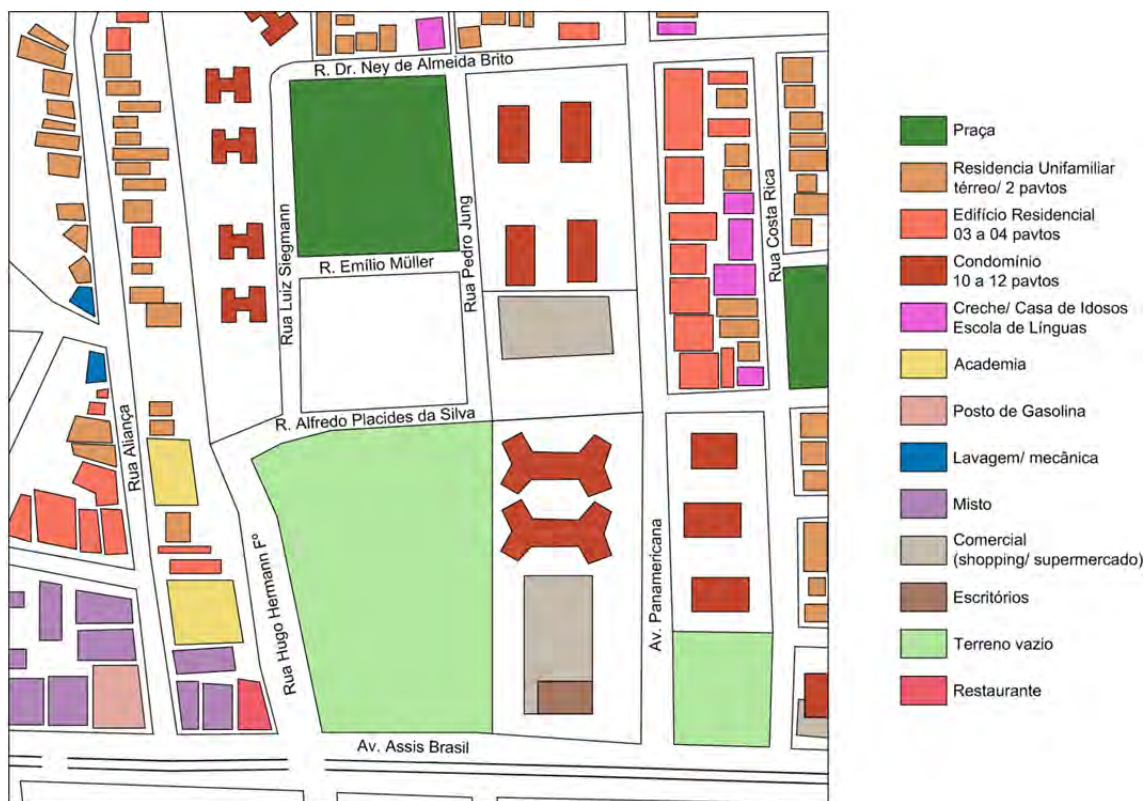 R. Dr. Ney de Almeida Brito
Rua Luiz Siegmann
Rua Pedro Jung
Rua Costa Rica
R. Emílio Müller
R. Alfredo Placides da Silva
Rua Aliança
Rua Hugo Hermann Fº
Av. Panamericana
Av. Assis Brasil
Praça
Residencia Unifamiliar
térreo/ 2 pavtos
Edifício Residencial
03 a 04 pavtos
Condomínio
10 a 12 pavtos
Creche/ Casa de Idosos
Escola de Línguas
Academia
Posto de Gasolina
Lavagem/ mecânica
Misto
Comercial
(shopping/ supermercado)
Escritórios
Terreno vazio
Restaurante